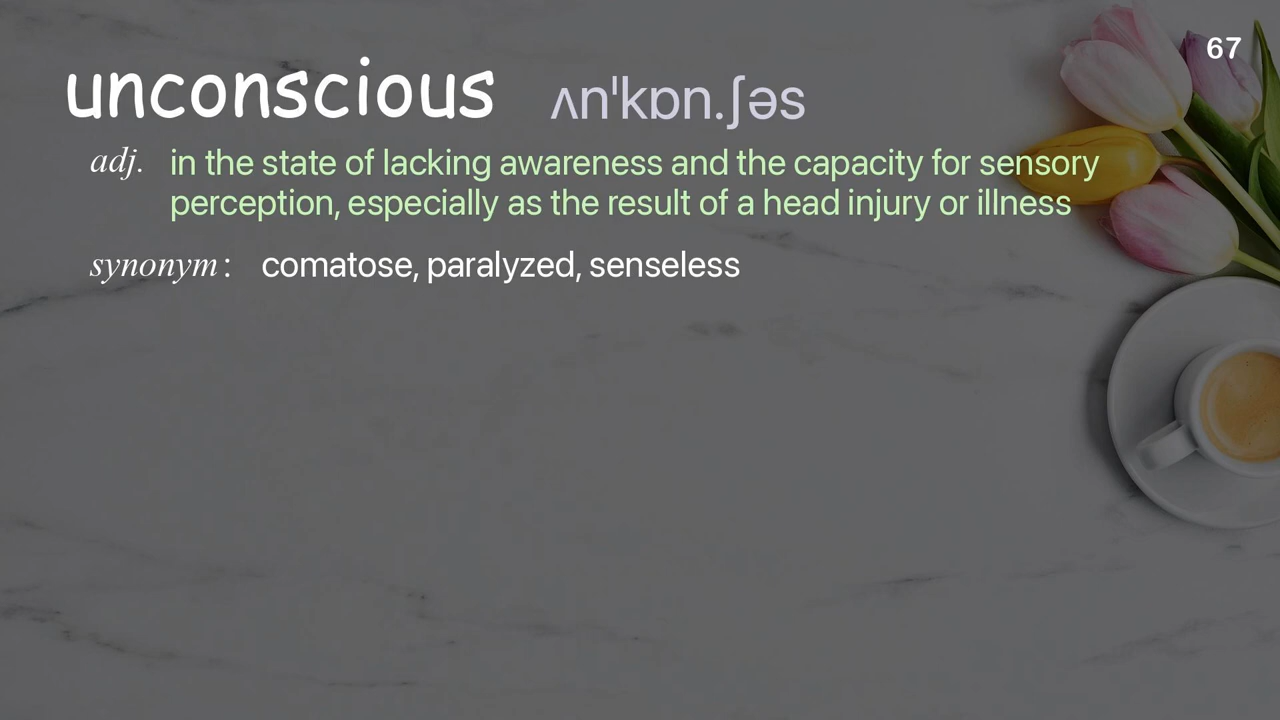 67
unconscious ʌnˈkɒn.ʃəs
adj. in the state of lacking awareness and the capacity for sensory
perception, especially as the result of a head injury or illness
synonym : comatose, paralyzed, senseless